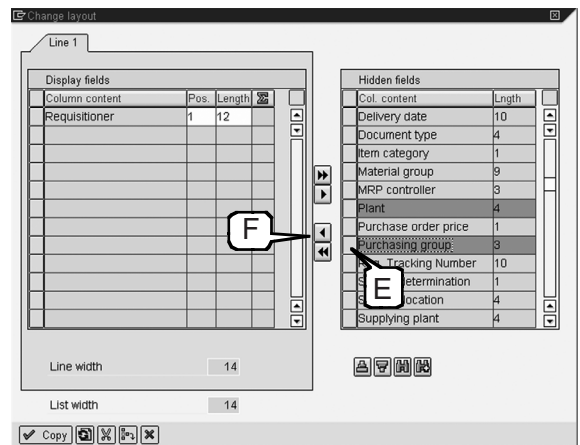 Change layout
Line 1
Display fields
Column content Pos. Length
Requisitioner 1 12
Line width 14
List width 14
Hidden fields
Col. content Lngth
Delivery date 10
Document type 4
Item category 1
Material group 9
MRP controller 3
Plant 4
Purchase order price 1
Purchasing group 3
Tracking Number 10
etermination 1
ocation 4
Supplying plant 4
F
E
Copy